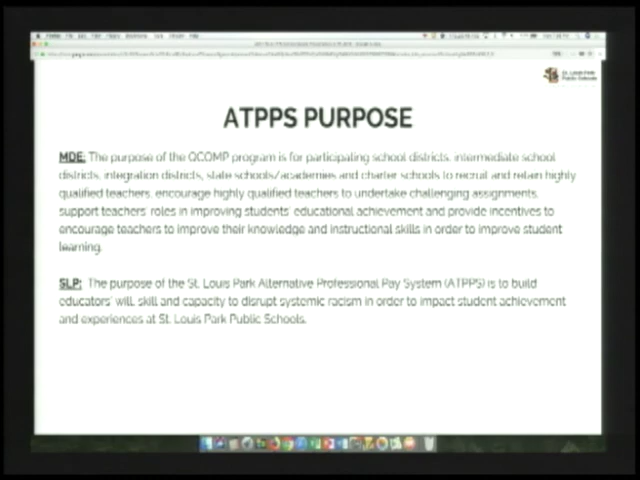 St. Louis Park
Public Schools
ATPPS PURPOSE
MDE: The purpose of the QCOMP program is for participating school districts, intermediate school
districts, integration districts, state schools/academies and charter schools to recruit and retain highly
qualified teachers, encourage highly qualified teachers to undertake challenging assignments,
support teachers' roles in improving students' educational achievement and provide incentives to
encourage teachers to improve their knowledge and instructional skills in order to improve student
learning.
SLP: The purpose of the St. Louis Park Alternative Professional Pay System (ATPPS) is to build
educators' will, skill and capacity to disrupt systemic racism in order to impact student achievement
and experiences at St. Louis Park Public Schools.